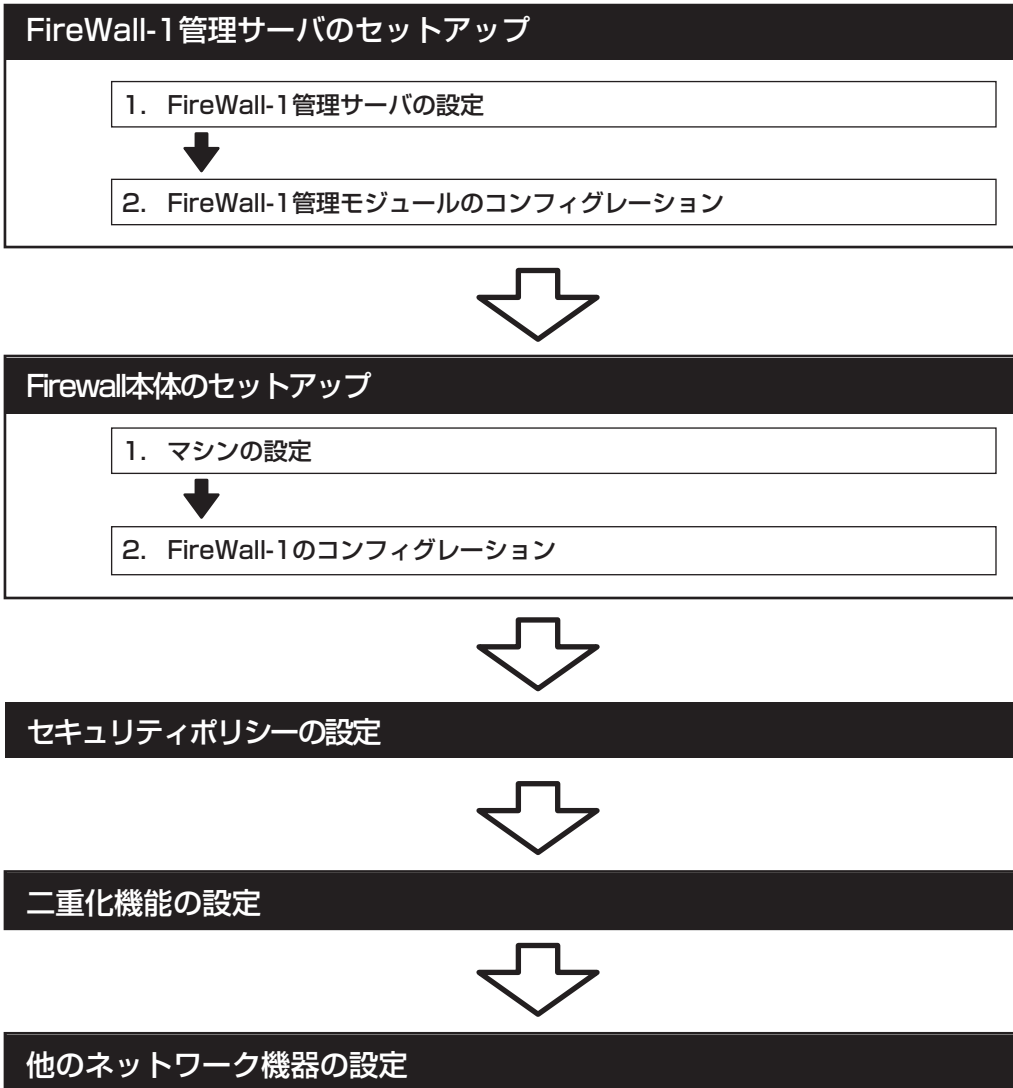 FireWall-1管理サーバのセットアップ
1. FireWall-1管理サーバの設定
2. FireWall-1管理モジュールのコンフィグレーション
Firewall本体のセットアップ
1. マシンの設定
2. FireWall-1のコンフィグレーション
セキュリティポリシーの設定
二重化機能の設定
他のネットワーク機器の設定